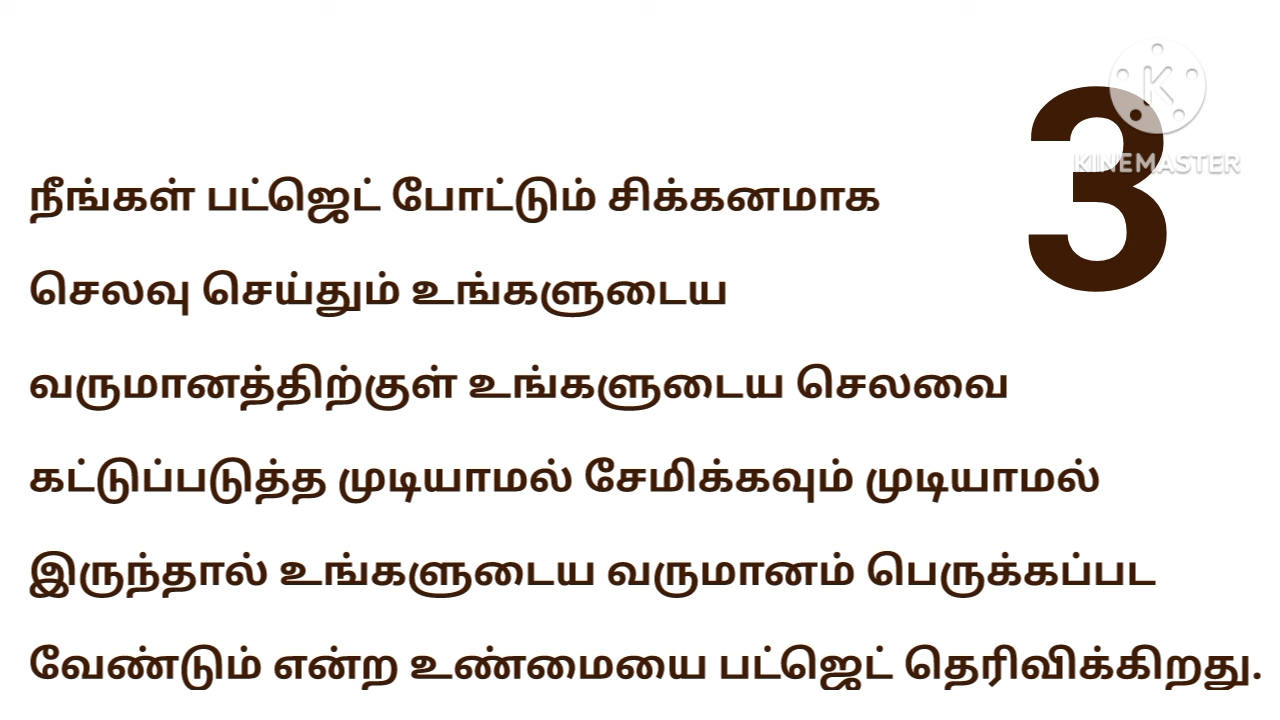 3
KINEMASTER
நீங்கள் பட்ஜெட் போட்டும் சிக்கனமாக
செலவு செய்தும் உங்களுடைய
வருமானத்திற்குள் உங்களுடைய செலவை
கட்டுப்படுத்த முடியாமல் சேமிக்கவும் முடியாமல்
இருந்தால் உங்களுடைய வருமானம் பெருக்கப்பட
வேண்டும் என்ற உண்மையை பட்ஜெட் தெரிவிக்கிறது.